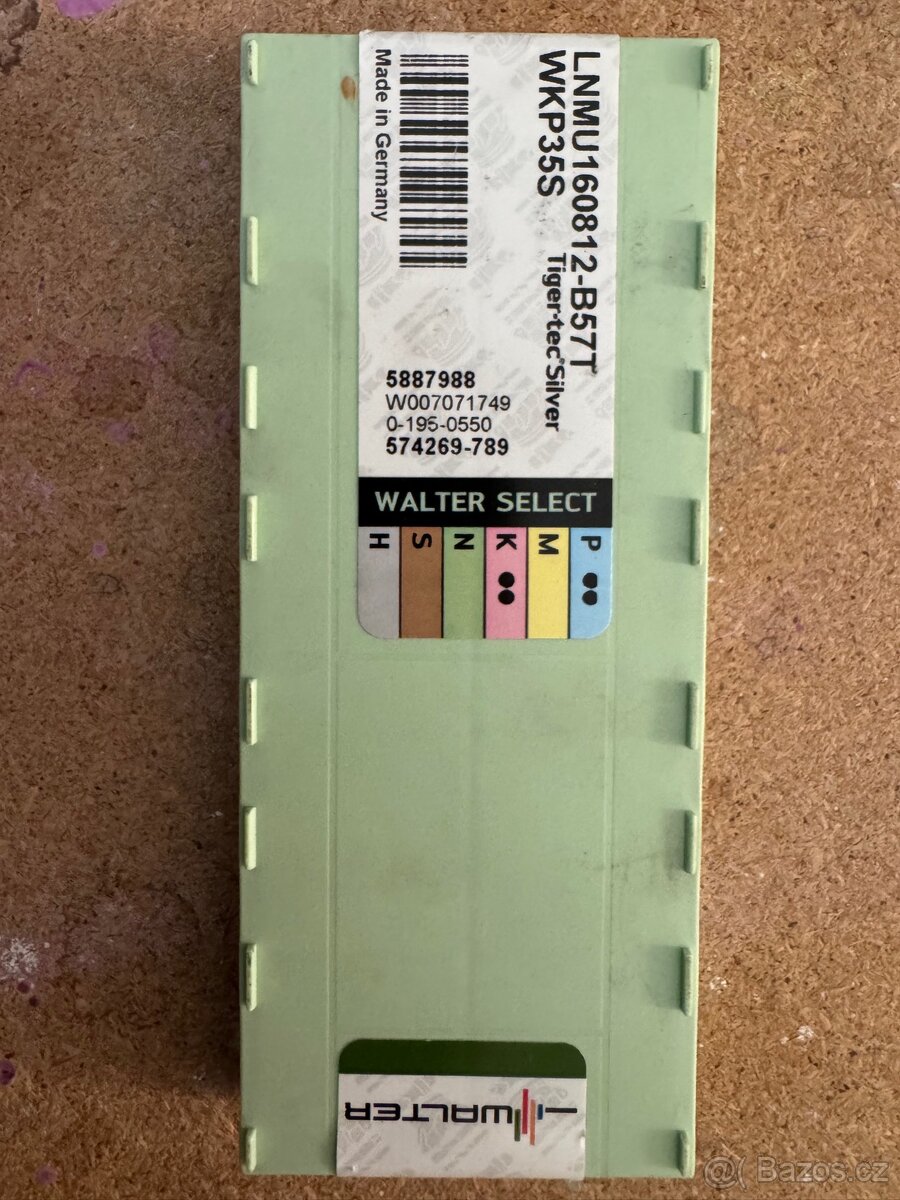 LNMU160812-B57T
WKP35S
Tiger·tec®Silver
Made in Germany
5887988
W007071749
0-195-0550
574269-789
WALTER SELECT
P
M
K
N
S
H
WALTER
@( Bazoš.cz